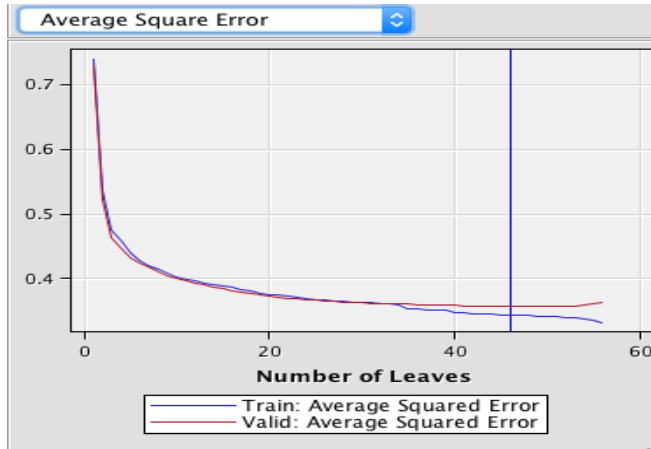 Average Square Error
0.7
0.6
0.5
0.4
0
20
40
60
Number of Leaves
Train: Average Squared Error
Valid: Average Squared Error